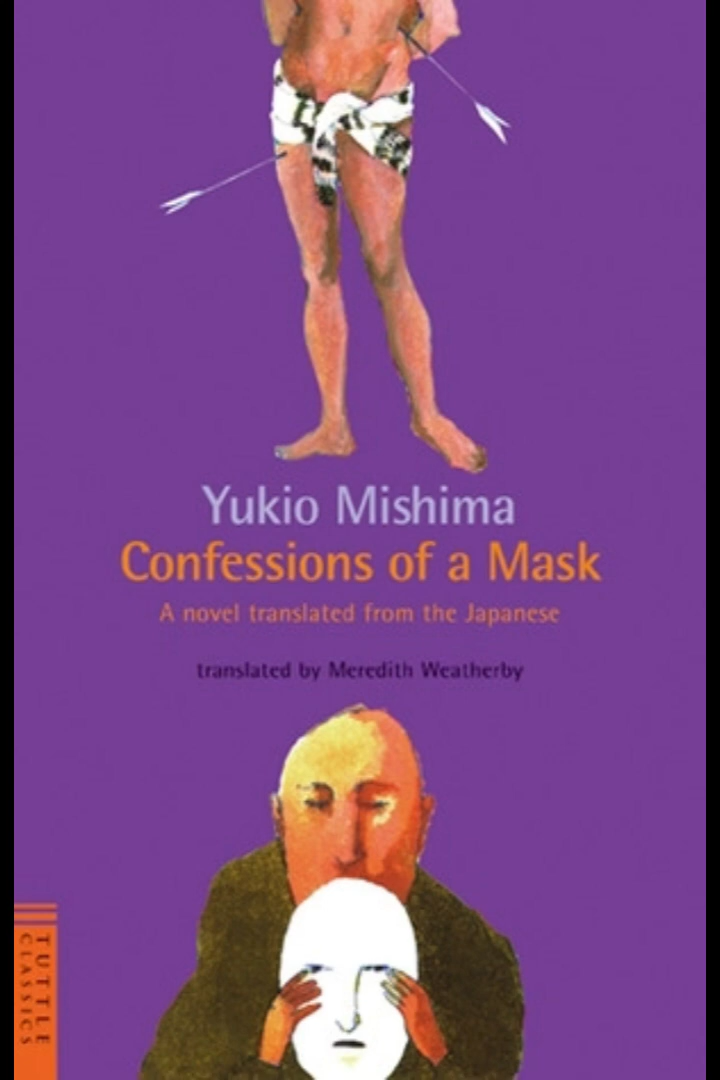 Yukio Mishima
Confessions of a Mask
A novel translated from the Japanese
translated by Meredith Weatherby
TUTTLE
CLASSICS